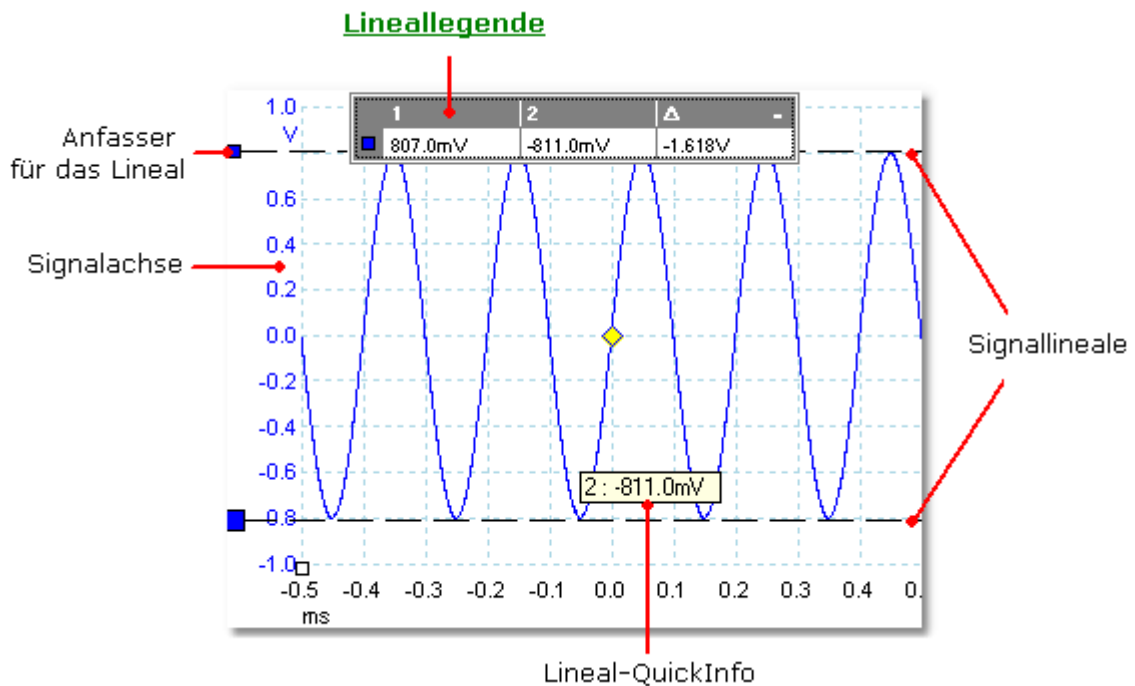 Lineallegende
1 2 Δ -
807.0mV -811.0mV -1.618V
Anfasser
für das Lineal
Signalachse
Signallineale
1.0
V
0.6
0.4
0.2
0.0
-0.2
-0.4
-0.6
-0.8
-1.0
2 : -811.0mV
-0.5 -0.4 -0.3 -0.2 -0.1 0.0 0.1 0.2 0.3 0.4 0.
ms
Lineal-QuickInfo